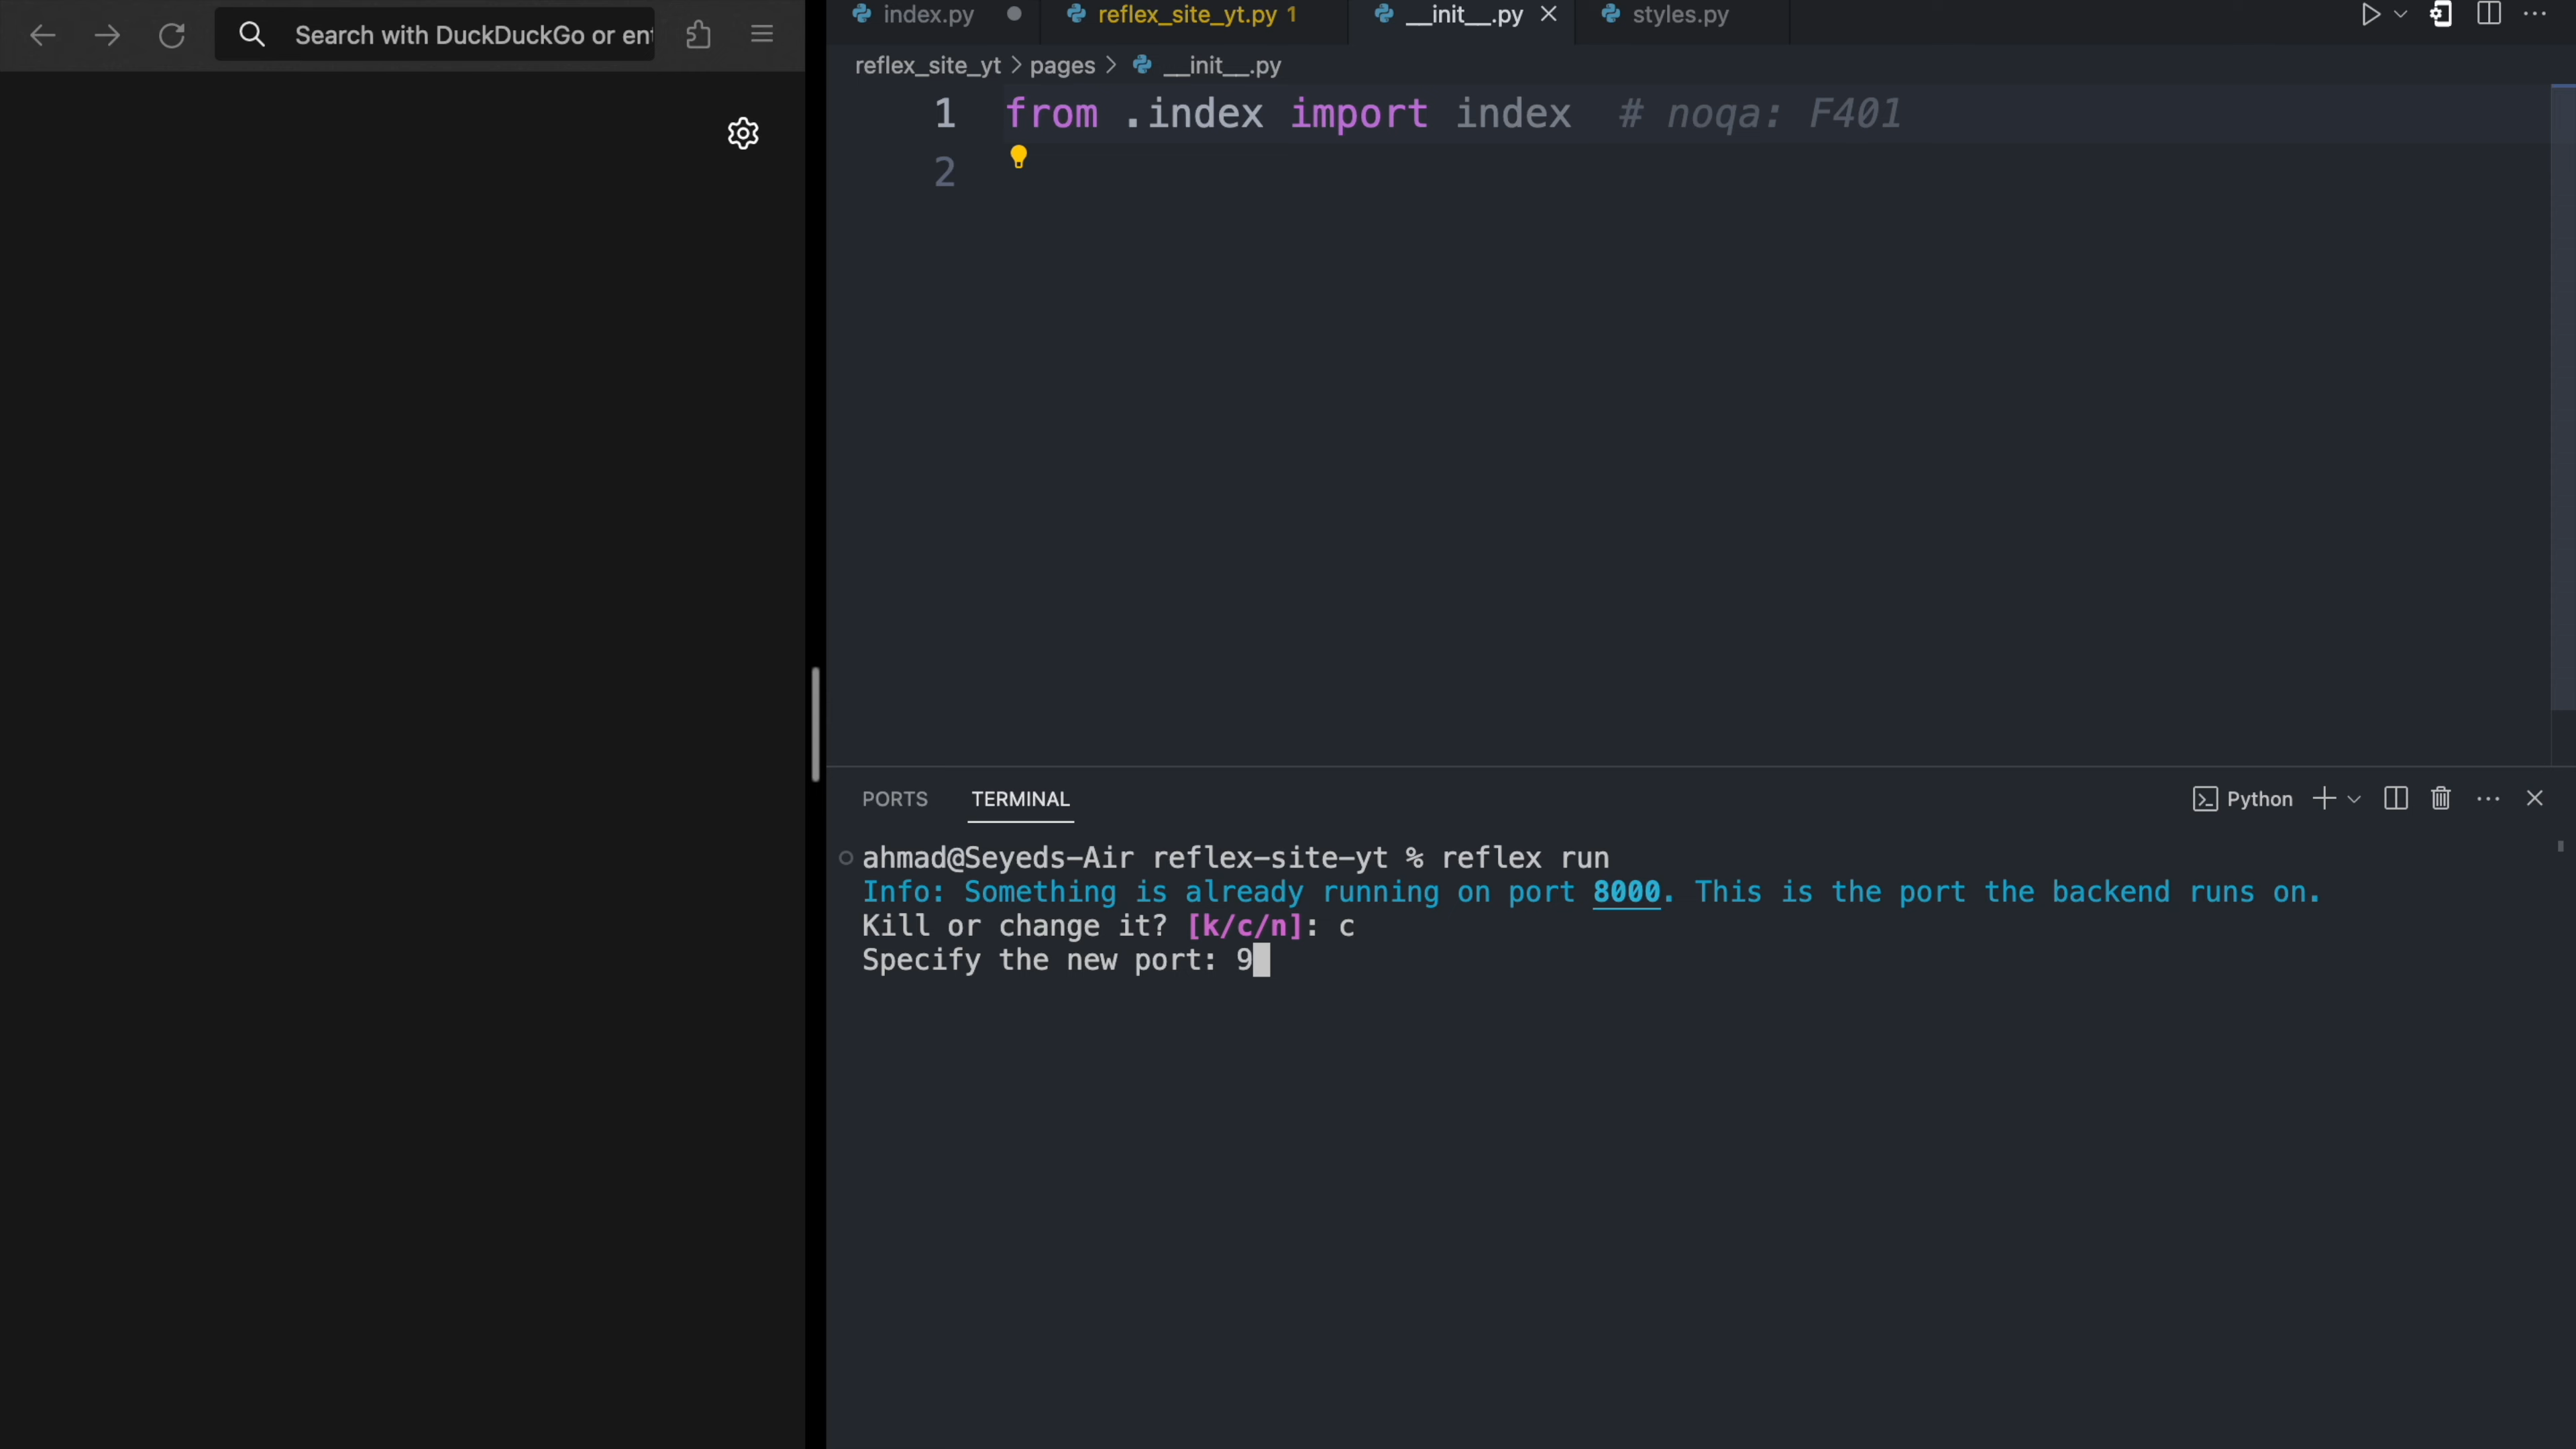 Search with DuckDuckGo or ent
index.py
reflex_site_yt.py 1
__init__.py
styles.py
reflex_site_yt > pages > __init__.py
1 from .index import index # noqa: F401
2
PORTS TERMINAL
Python
ahmad@Seyeds-Air reflex-site-yt % reflex run
Info: Something is already running on port 8000. This is the port the backend runs on.
Kill or change it? [k/c/n]: c
Specify the new port: 9